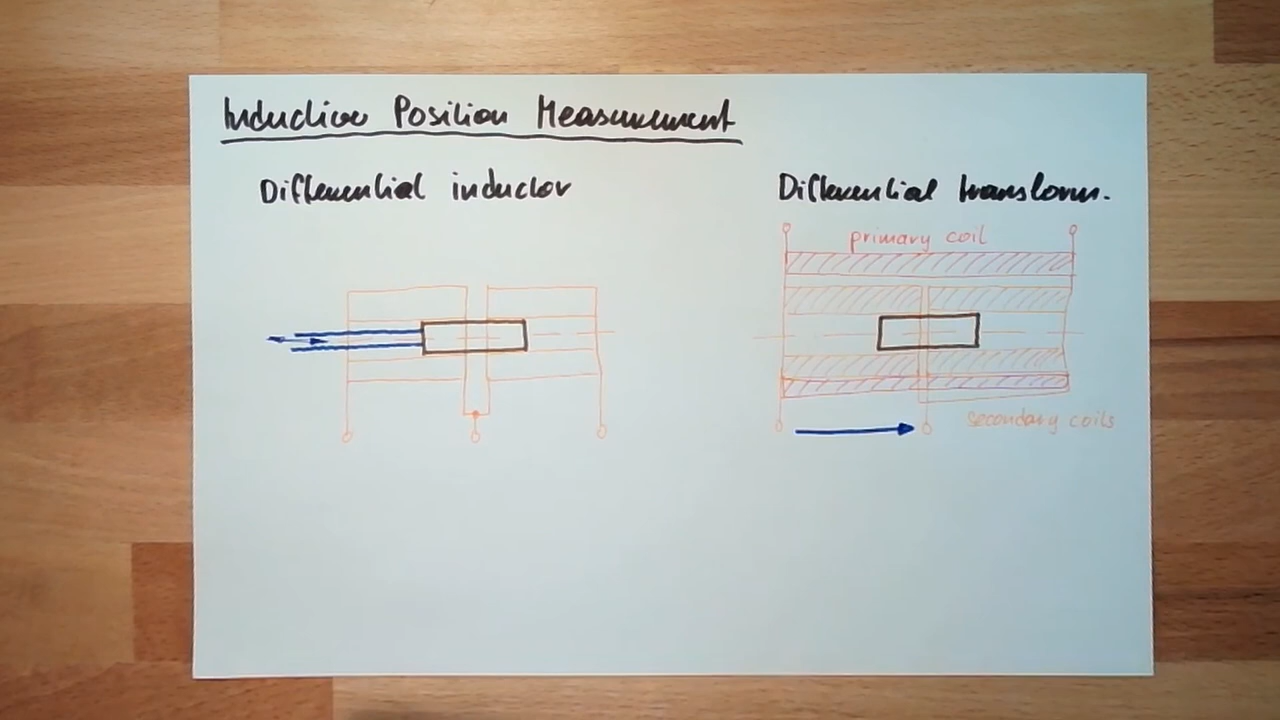 Inductive Position Measurement
Differential inductor
Differential transform.
primary coil
secondary coils